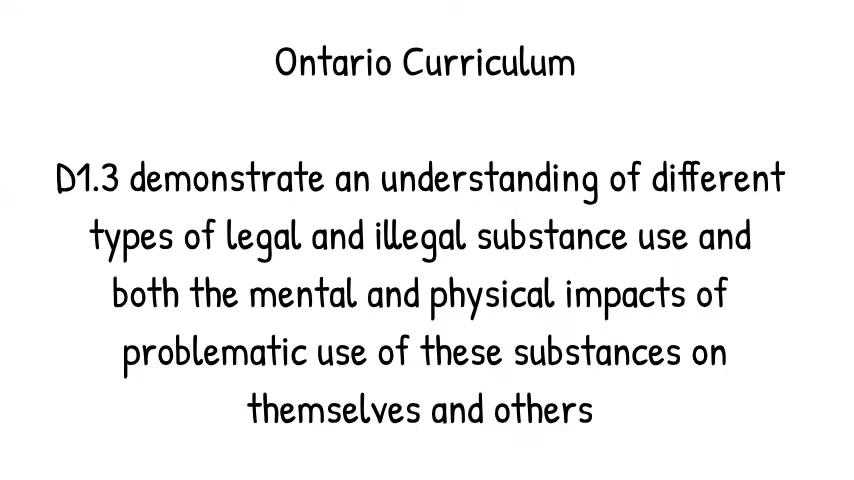 Ontario Curriculum
D1.3 demonstrate an understanding of different
types of legal and illegal substance use and
both the mental and physical impacts of
problematic use of these substances on
themselves and others